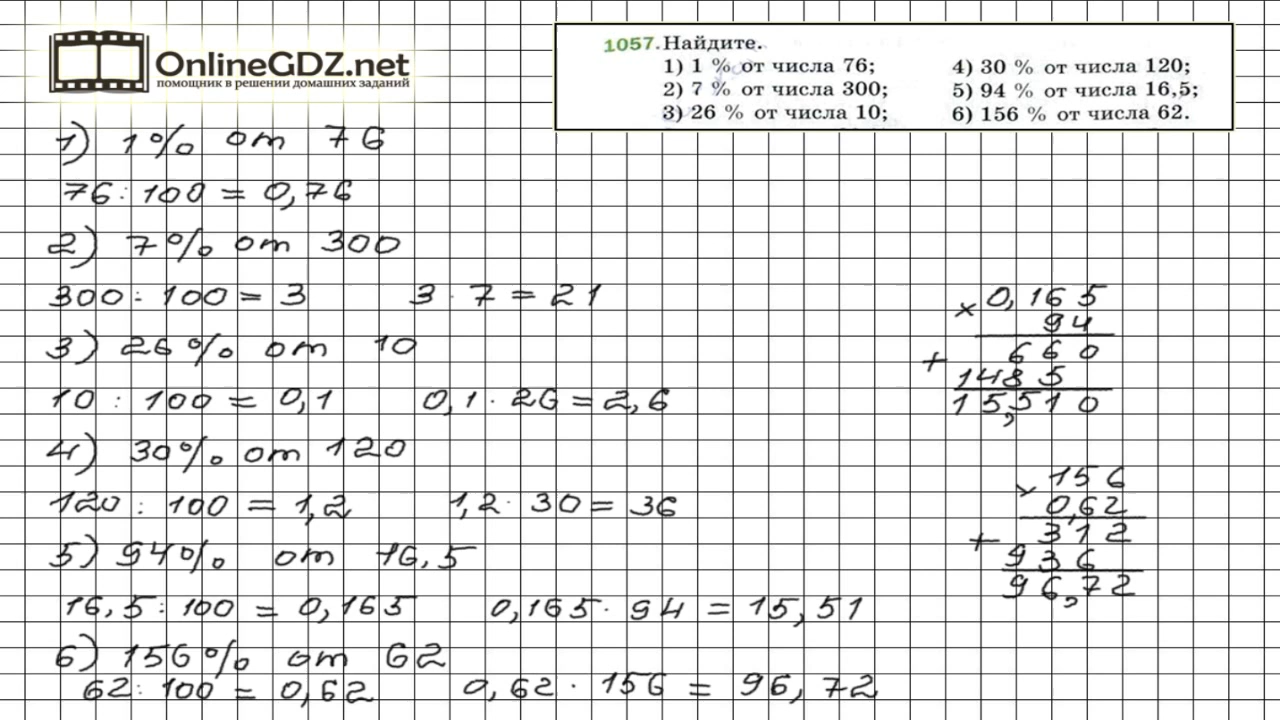 OnlineGDZ.net
помощник в решении домашних заданий
1057. Найдите.
1) 1 % от числа 76;
2) 7 % от числа 300;
3) 26 % от числа 10;
4) 30 % от числа 120;
5) 94 % от числа 16,5;
6) 156 % от числа 62.
1) 1% от 76
76 : 100 = 0,76
2) 7% от 300
300 : 100 = 3 3 · 7 = 21
3) 26% от 10
10 : 100 = 0,1 0,1 · 26 = 2,6
4) 30% от 120
120 : 100 = 1,2 1,2 · 30 = 36
5) 94% от 16,5
16,5 : 100 = 0,165 0,165 · 94 = 15,51
6) 156% от 62
62 : 100 = 0,62 0,62 · 156 = 96,72
× 0,165
94
+ 660
1485
15,510
× 156
0,62
+ 312
936
96,72